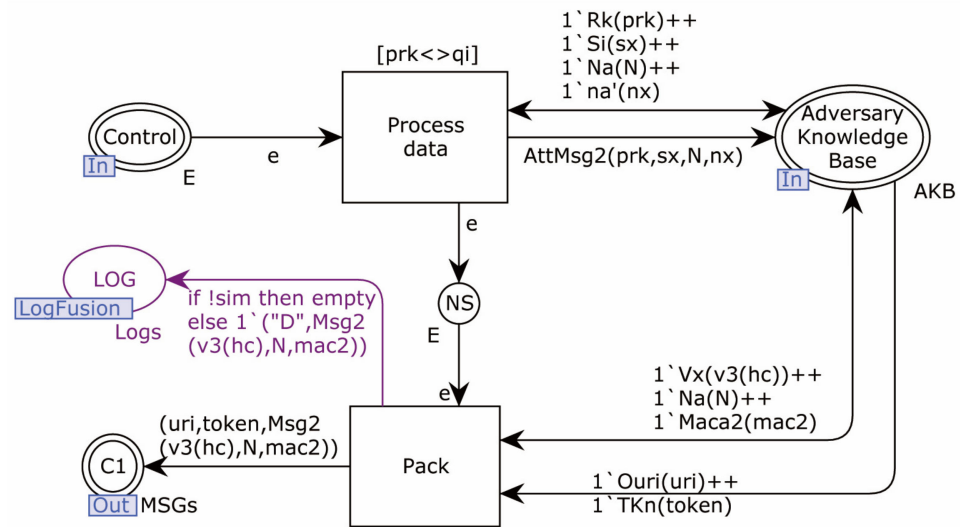 [prk<>qi]
1`Rk(prk)++
1`Si(sx)++
1`Na(N)++
1`na'(nx)
Control
In
E
e
Process
data
AttMsg2(prk,sx,N,nx)
Adversary
Knowledge
Base
In
AKB
e
LOG
LogFusion
Logs
if !sim then empty
else 1`("D",Msg2
(v3(hc),N,mac2))
NS
E
e
1`Vx(v3(hc))++
1`Na(N)++
1`Maca2(mac2)
(uri,token,Msg2
(v3(hc),N,mac2))
C1
Out
MSGs
Pack
1`Ouri(uri)++
1`TKn(token)